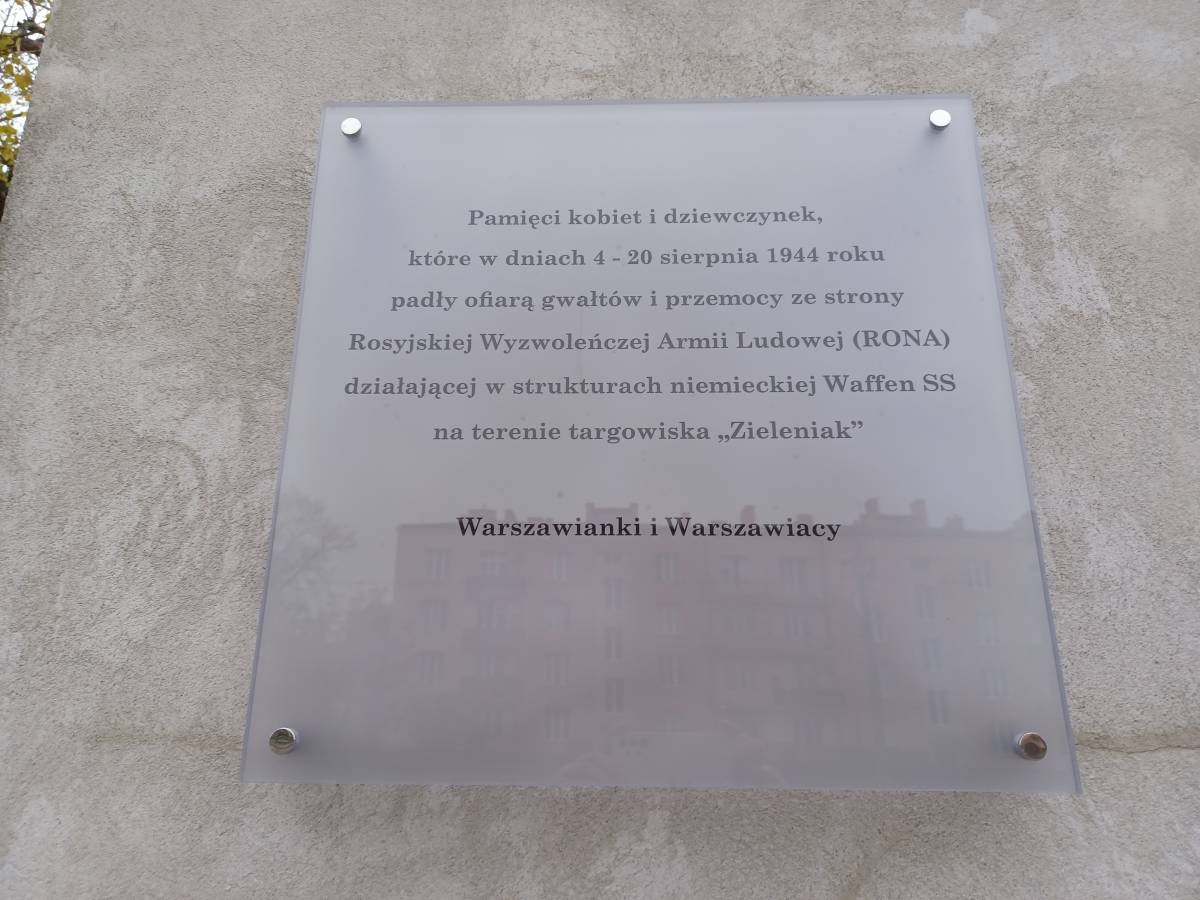 Pamięci kobiet i dziewczynek,
które w dniach 4 - 20 sierpnia 1944 roku
padły ofiarą gwałtów i przemocy ze strony
Rosyjskiej Wyzwoleńczej Armii Ludowej (RONA)
działającej w strukturach niemieckiej Waffen SS
na terenie targowiska „Zieleniak”
Warszawianki i Warszawiacy